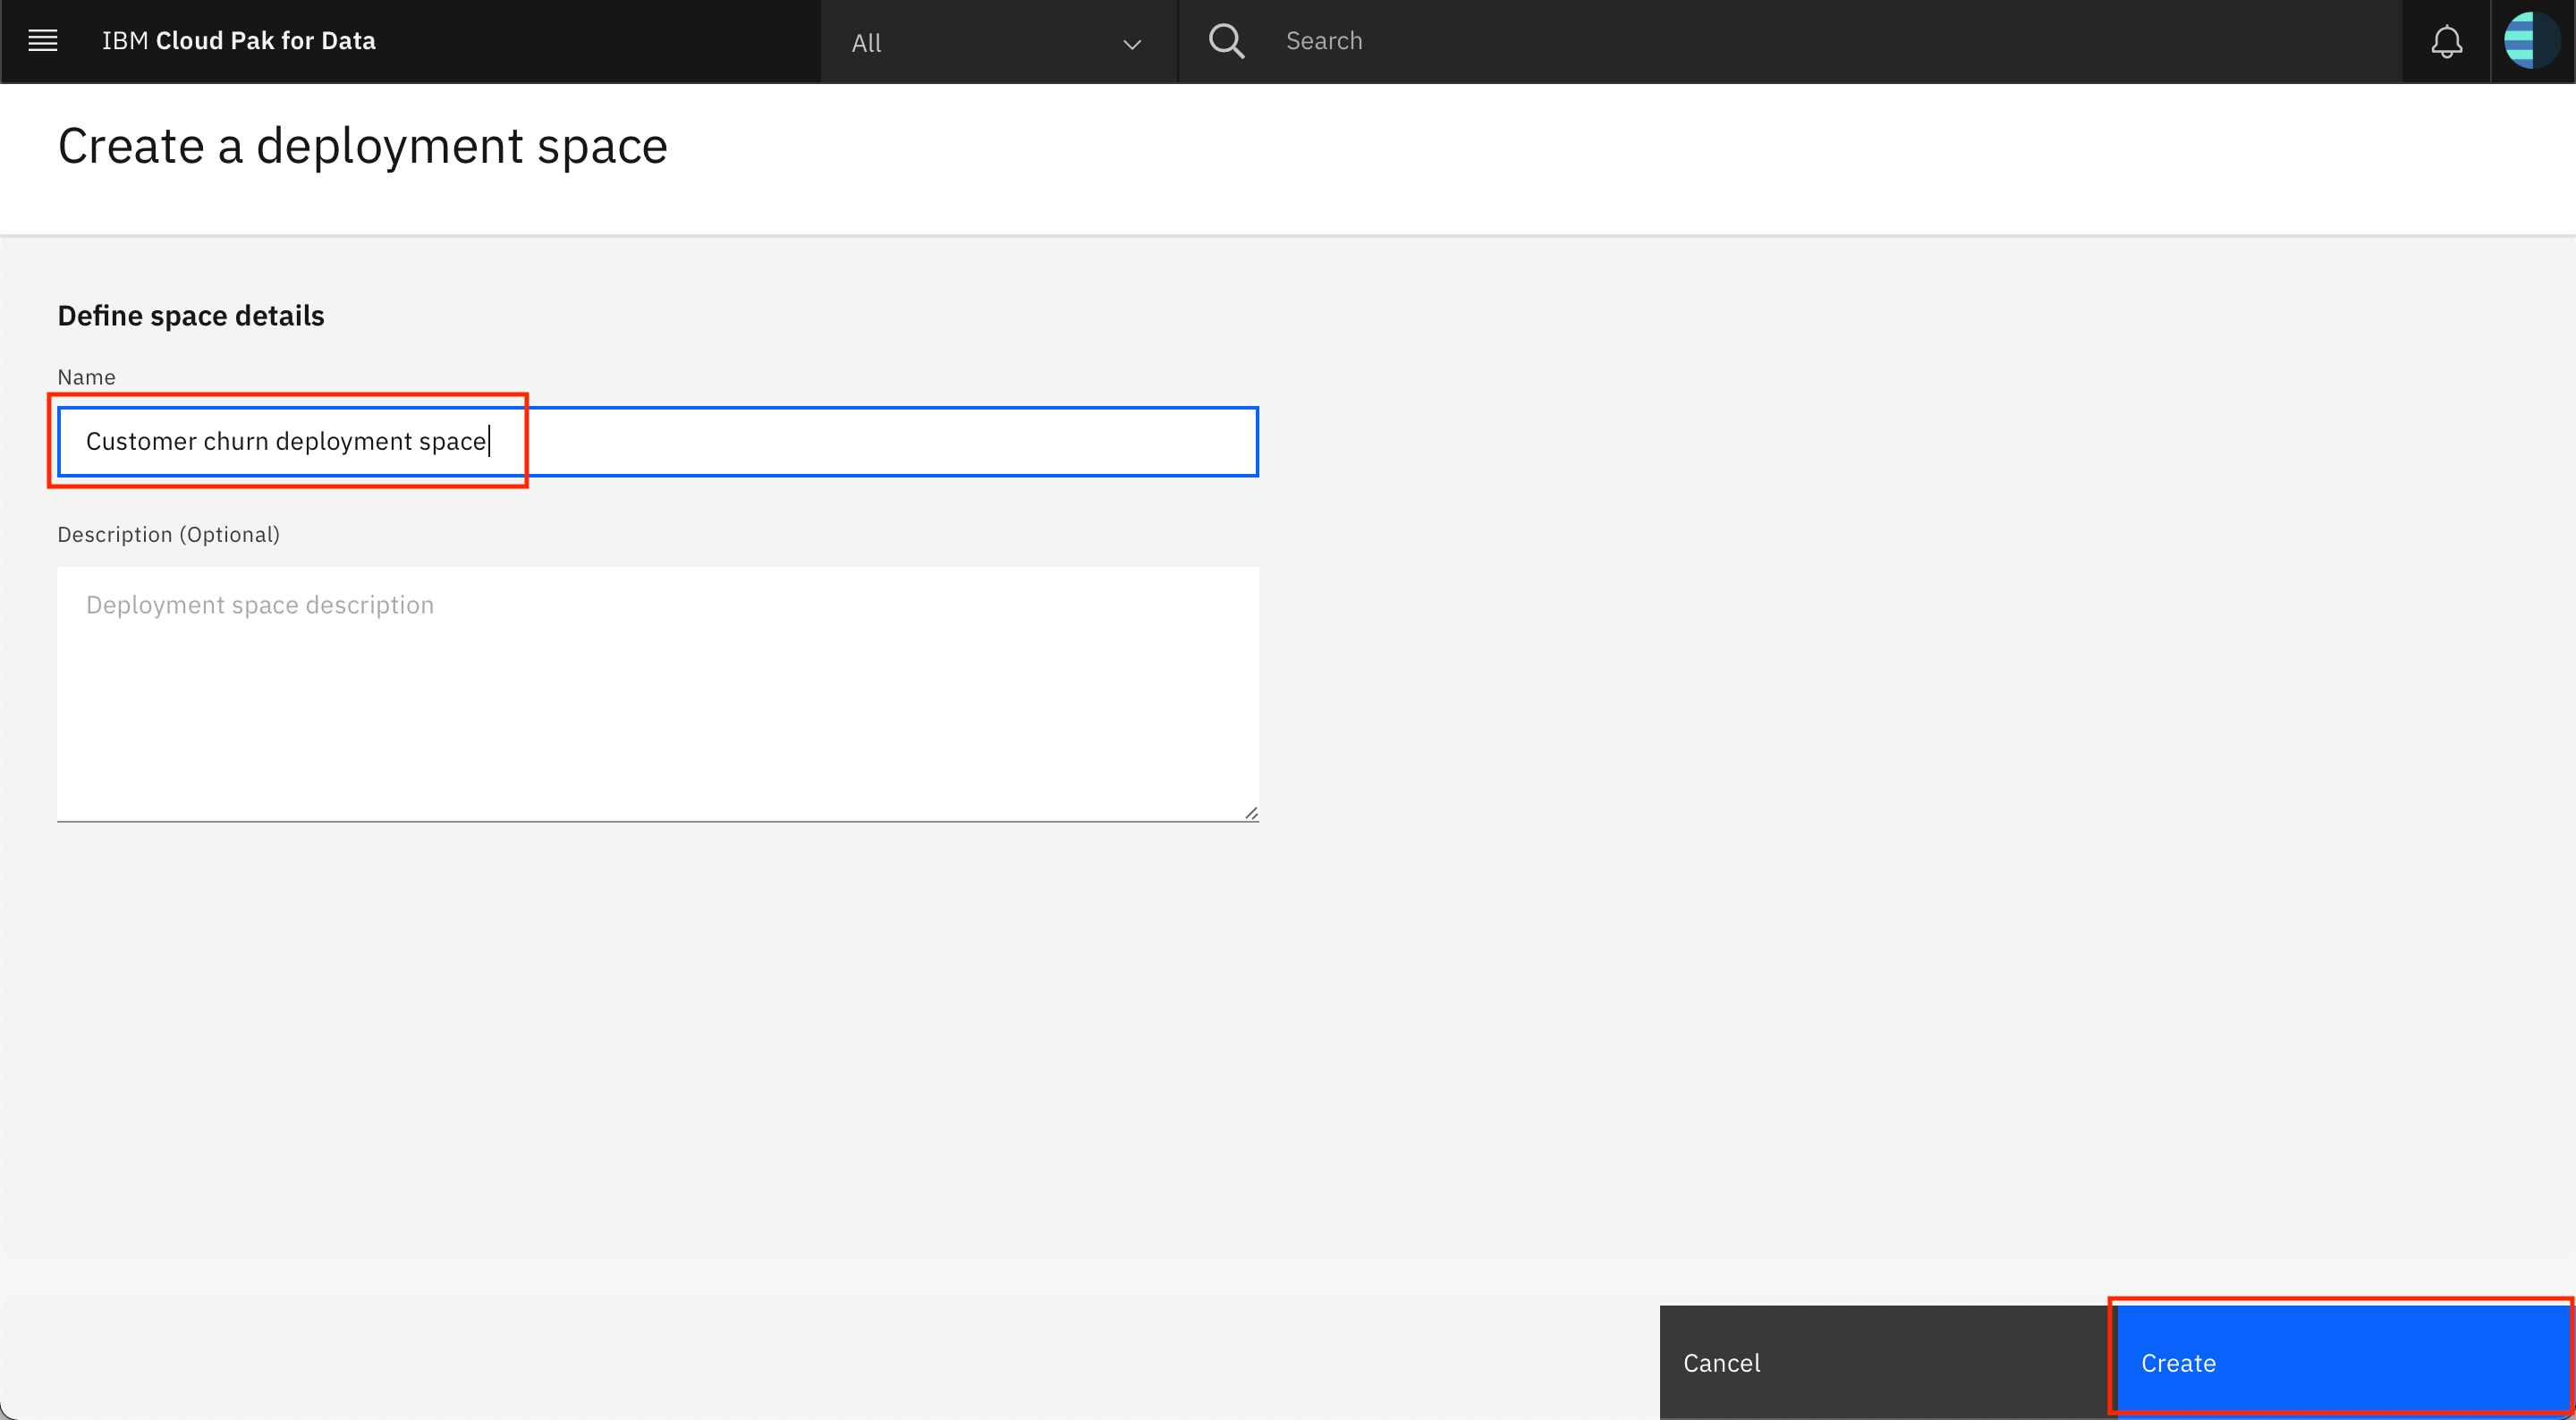 IBM Cloud Pak for Data
All
Search
Create a deployment space
Define space details
Name
Customer churn deployment space
Description (Optional)
Deployment space description
Cancel
Create